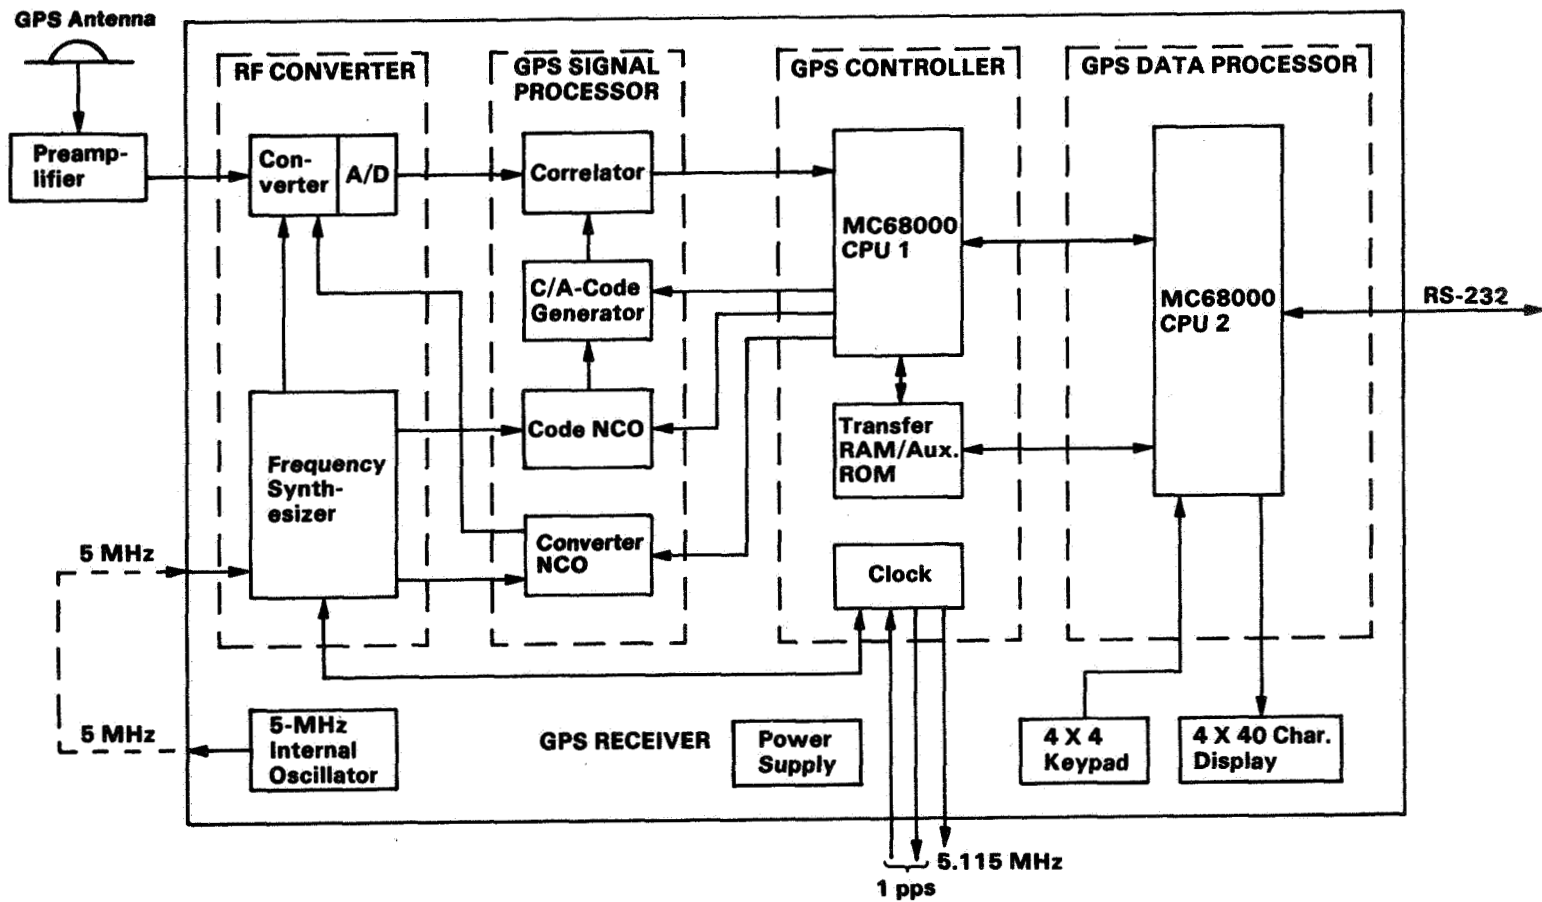 GPS Antenna
Preamp-
lifier
RF CONVERTER
Con-
verter
A/D
Frequency
Synth-
esizer
5 MHz
5 MHz
5-MHz
Internal
Oscillator
GPS SIGNAL
PROCESSOR
Correlator
C/A-Code
Generator
Code NCO
Converter
NCO
GPS CONTROLLER
MC68000
CPU 1
Transfer
RAM/Aux.
ROM
Clock
GPS DATA PROCESSOR
MC68000
CPU 2
RS-232
GPS RECEIVER
Power
Supply
4 X 4
Keypad
4 X 40 Char.
Display
5.115 MHz
1 pps